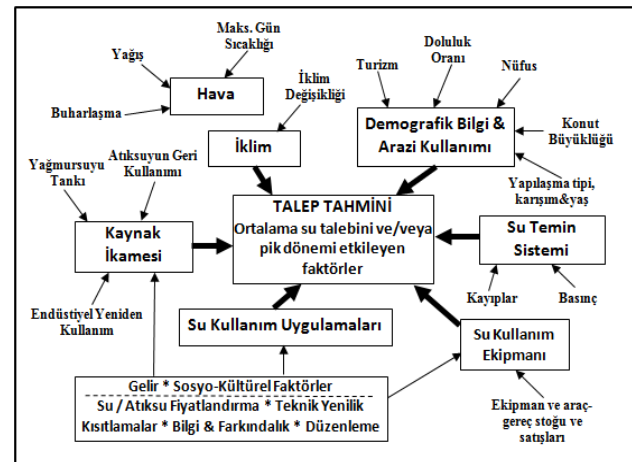 Maks. Gün
Sıcaklığı
Yağış
Buharlaşma
Hava
İklim
Değişikliği
İklim
Turizm
Doluluk
Oranı
Nüfus
Demografik Bilgi &
Arazi Kullanımı
Konut
Büyüklüğü
Yapılaşma tipi,
karışım&yaş
Yağmursuyu
Tankı
Atıksuyun Geri
Kullanımı
Kaynak
İkamesi
Endüstiyel Yeniden
Kullanım
TALEP TAHMİNİ
Ortalama su talebini ve/veya
pik dönemi etkileyen
faktörler
Su Temin
Sistemi
Kayıplar
Basınç
Su Kullanım Uygulamaları
Su Kullanım
Ekipmanı
Ekipman ve araç-
gereç stoğu ve
satışları
Gelir * Sosyo-Kültürel Faktörler
Su / Atıksu Fiyatlandırma * Teknik Yenilik
Kısıtlamalar * Bilgi & Farkındalık * Düzenleme